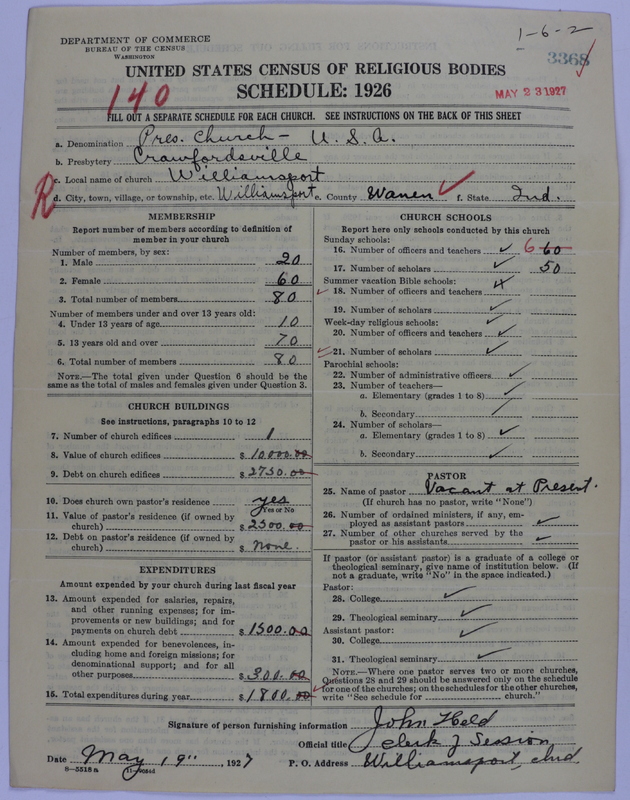 1-6-2
DEPARTMENT OF COMMERCE
BUREAU OF THE CENSUS
WASHINGTON
3368
UNITED STATES CENSUS OF RELIGIOUS BODIES
SCHEDULE: 1926
MAY 23 1927
140
FILL OUT A SEPARATE SCHEDULE FOR EACH CHURCH. SEE INSTRUCTIONS ON THE BACK OF THIS SHEET
a. Denomination Pres. Church - U. S. A.
b. Presbytery Crawfordsville
c. Local name of church Williamsport
R
d. City, town, village, or township, etc. Williamsport e. County Warren f. State Ind.
MEMBERSHIP
Report number of members according to definition of
member in your church
Number of members, by sex:
1. Male 20
2. Female 60
3. Total number of members 80
Number of members under and over 13 years old:
4. Under 13 years of age 10
5. 13 years old and over 70
6. Total number of members 80
NOTE.—The total given under Question 6 should be
same as the total of males and females given under Question 3.
CHURCH BUILDINGS
See instructions, paragraphs 10 to 12
7. Number of church edifices 1
8. Value of church edifices $ 10000.00
9. Debt on church edifices $ 2750.00
10. Does church own pastor's residence yes
Yes or No
11. Value of pastor's residence (if owned by
church) $ 2500.00
12. Debt on pastor's residence (if owned by
church) $ none.
EXPENDITURES
Amount expended by your church during last fiscal year
13. Amount expended for salaries, repairs,
and other running expenses; for im-
provements or new buildings; and for
payments on church debt $ 1500.00
14. Amount expended for benevolences, in-
cluding home and foreign missions; for
denominational support; and for all
other purposes $ 300.00
15. Total expenditures during year $ 1800.00
CHURCH SCHOOLS
Report here only schools conducted by this church
Sunday schools:
16. Number of officers and teachers 6 60
17. Number of scholars 50
Summer vacation Bible schools:
18. Number of officers and teachers
19. Number of scholars
Week-day religious schools:
20. Number of officers and teachers
21. Number of scholars
Parochial schools:
22. Number of administrative officers
23. Number of teachers—
a. Elementary (grades 1 to 8)
b. Secondary
24. Number of scholars—
a. Elementary (grades 1 to 8)
b. Secondary
PASTOR
25. Name of pastor Vacant at Present.
(If church has no pastor, write "None")
26. Number of ordained ministers, if any, em-
ployed as assistant pastors
27. Number of other churches served by the
pastor or his assistants
If pastor (or assistant pastor) is a graduate of a college or
theological seminary, give name of institution below. (If
not a graduate, write "No" in the space indicated.)
Pastor:
28. College
29. Theological seminary
Assistant pastor:
30. College
31. Theological seminary
NOTE.—Where one pastor serves two or more churches,
Questions 28 and 29 should be answered only on the schedule
for one of the churches; on the schedules for the other churches,
write "See schedule for church."
Signature of person furnishing information John Held
Official title Clerk of Session
Date May 19" 1927 P. O. Address Williamsport, Ind.
8—5518a